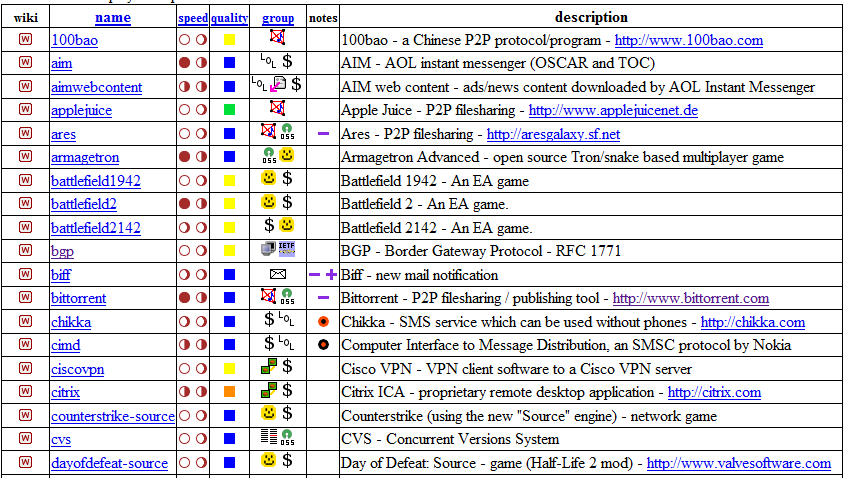 wiki name speed quality group notes description
W 100bao 100bao - a Chinese P2P protocol/program - http://www.100bao.com
W aim LOL $ AIM - AOL instant messenger (OSCAR and TOC)
W aimwebcontent LOL $ AIM web content - ads/news content downloaded by AOL Instant Messenger
W applejuice Apple Juice - P2P filesharing - http://www.applejuicenet.de
W ares OSS Ares - P2P filesharing - http://aresgalaxy.sf.net
W armagetron OSS Armagetron Advanced - open source Tron/snake based multiplayer game
W battlefield1942 $ Battlefield 1942 - An EA game
W battlefield2 $ Battlefield 2 - An EA game.
W battlefield2142 $ Battlefield 2142 - An EA game.
W bgp IETF BGP - Border Gateway Protocol - RFC 1771
W biff Biff - new mail notification
W bittorrent OSS Bittorrent - P2P filesharing / publishing tool - http://www.bittorrent.com
W chikka $ LOL Chikka - SMS service which can be used without phones - http://chikka.com
W cimd $ LOL Computer Interface to Message Distribution, an SMSC protocol by Nokia
W ciscovpn $ Cisco VPN - VPN client software to a Cisco VPN server
W citrix $ Citrix ICA - proprietary remote desktop application - http://citrix.com
W counterstrike-source $ Counterstrike (using the new "Source" engine) - network game
W cvs OSS CVS - Concurrent Versions System
W dayofdefeat-source $ Day of Defeat: Source - game (Half-Life 2 mod) - http://www.valvesoftware.com